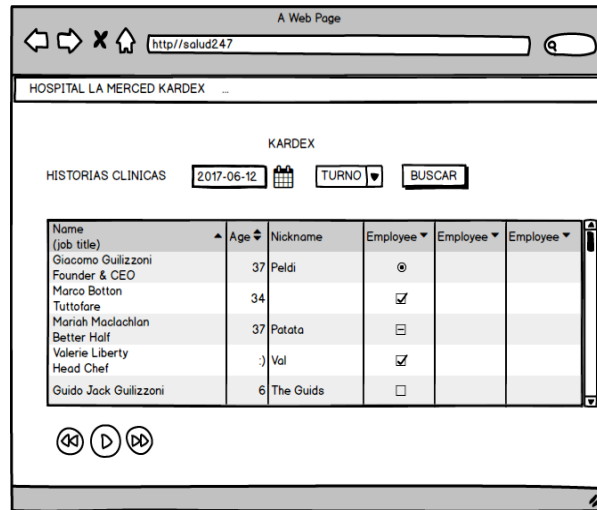 A Web Page
http//salud247
HOSPITAL LA MERCED KARDEX ...
KARDEX
HISTORIAS CLINICAS 2017-06-12 TURNO BUSCAR
Name
(job title) Age Nickname Employee Employee Employee
Giacomo Guilizzoni
Founder & CEO 37 Peldi
Marco Botton
Tuttofare 34
Mariah Maclachlan
Better Half 37 Patata
Valerie Liberty
Head Chef :) Val
Guido Jack Guilizzoni 6 The Guids